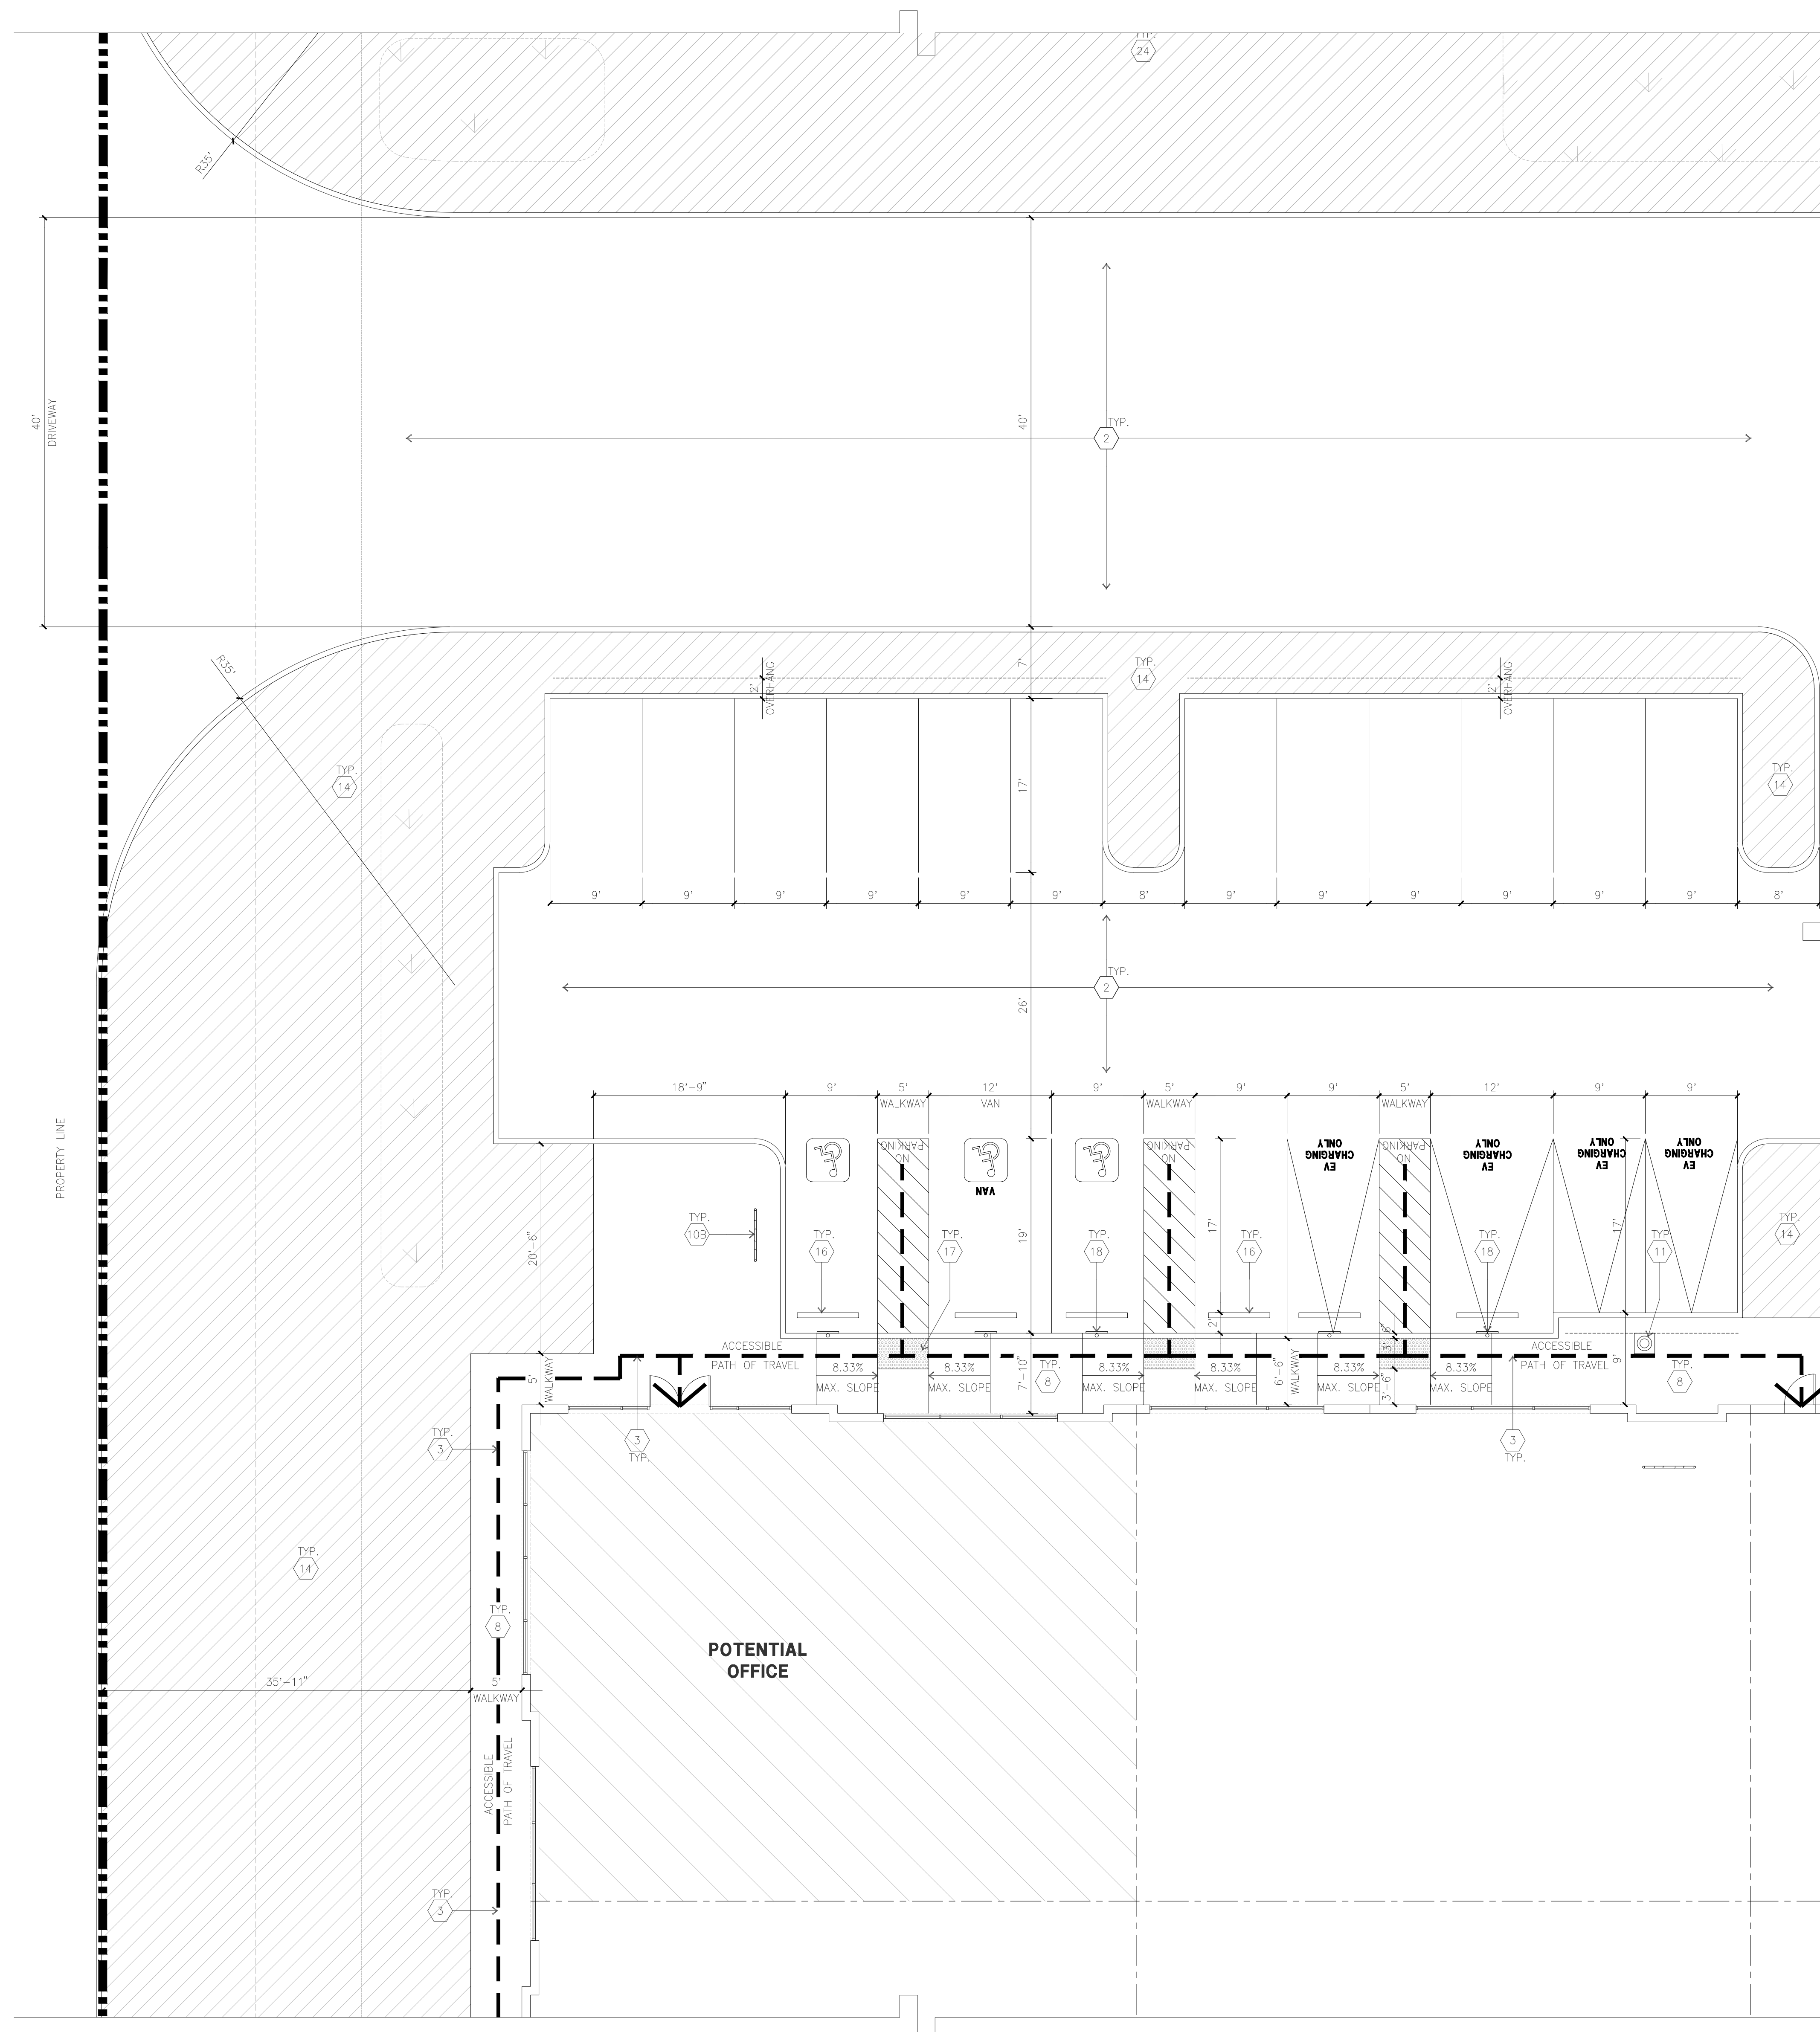 TYP.
24
R35'
40'
DRIVEWAY
40'
TYP.
2
R35'
7'
2'
OVERHANG
TYP.
14
2'
OVERHANG
TYP.
14
17'
TYP.
14
9'
9'
9'
9'
9'
9'
8'
9'
9'
9'
9'
9'
9'
8'
TYP.
2
26'
18'-9"
9'
5'
12'
9'
5'
9'
9'
5'
12'
9'
9'
WALKWAY
VAN
WALKWAY
WALKWAY
PROPERTY LINE
NO
PARKING
NO
PARKING
NO
PARKING
EV
CHARGING
ONLY
EV
CHARGING
ONLY
EV
CHARGING
ONLY
EV
CHARGING
ONLY
VAN
20'-6"
TYP.
10B
TYP.
16
TYP.
17
19'
TYP.
18
17'
TYP.
16
TYP.
18
17'
TYP.
11
TYP.
14
2'
3'-6"
ACCESSIBLE
PATH OF TRAVEL
ACCESSIBLE
PATH OF TRAVEL
5'
WALKWAY
8.33%
MAX. SLOPE
8.33%
MAX. SLOPE
7'-10"
TYP.
8
8.33%
MAX. SLOPE
8.33%
MAX. SLOPE
6'-6"
WALKWAY
8.33%
MAX. SLOPE
3'-6"
8.33%
MAX. SLOPE
9'
TYP.
8
TYP.
3
3
TYP.
3
TYP.
TYP.
14
TYP.
8
POTENTIAL
OFFICE
35'-11"
5'
WALKWAY
ACCESSIBLE
PATH OF TRAVEL
TYP.
3